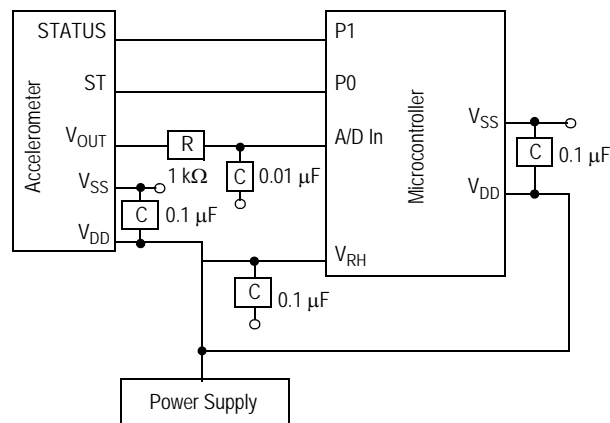 STATUS
P1
ST
P0
Accelerometer
Microcontroller
VOUT
R
A/D In
VSS
1 kΩ
C
0.01 μF
C
0.1 μF
VSS
C
0.1 μF
VDD
VDD
VRH
C
0.1 μF
Power Supply